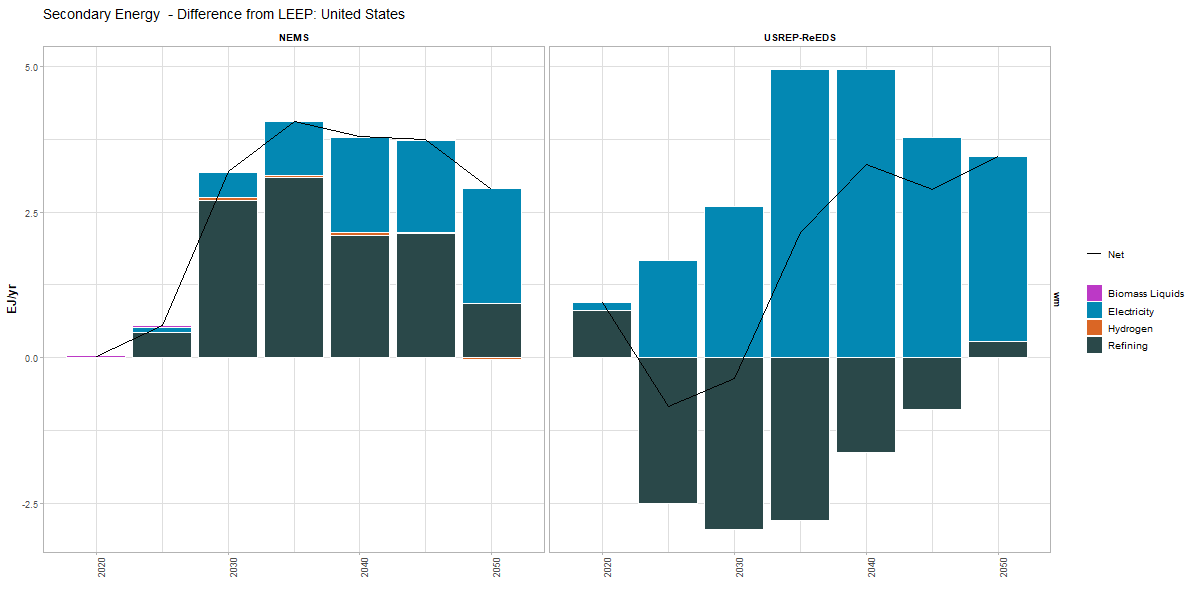 Secondary Energy  - Difference from LEEP: United States
NEMS
USREP-ReEDS
EJ/yr
5.0
2.5
0.0
-2.5
2020
2030
2040
2050
2020
2030
2040
2050
wm
Net
Biomass Liquids
Electricity
Hydrogen
Refining